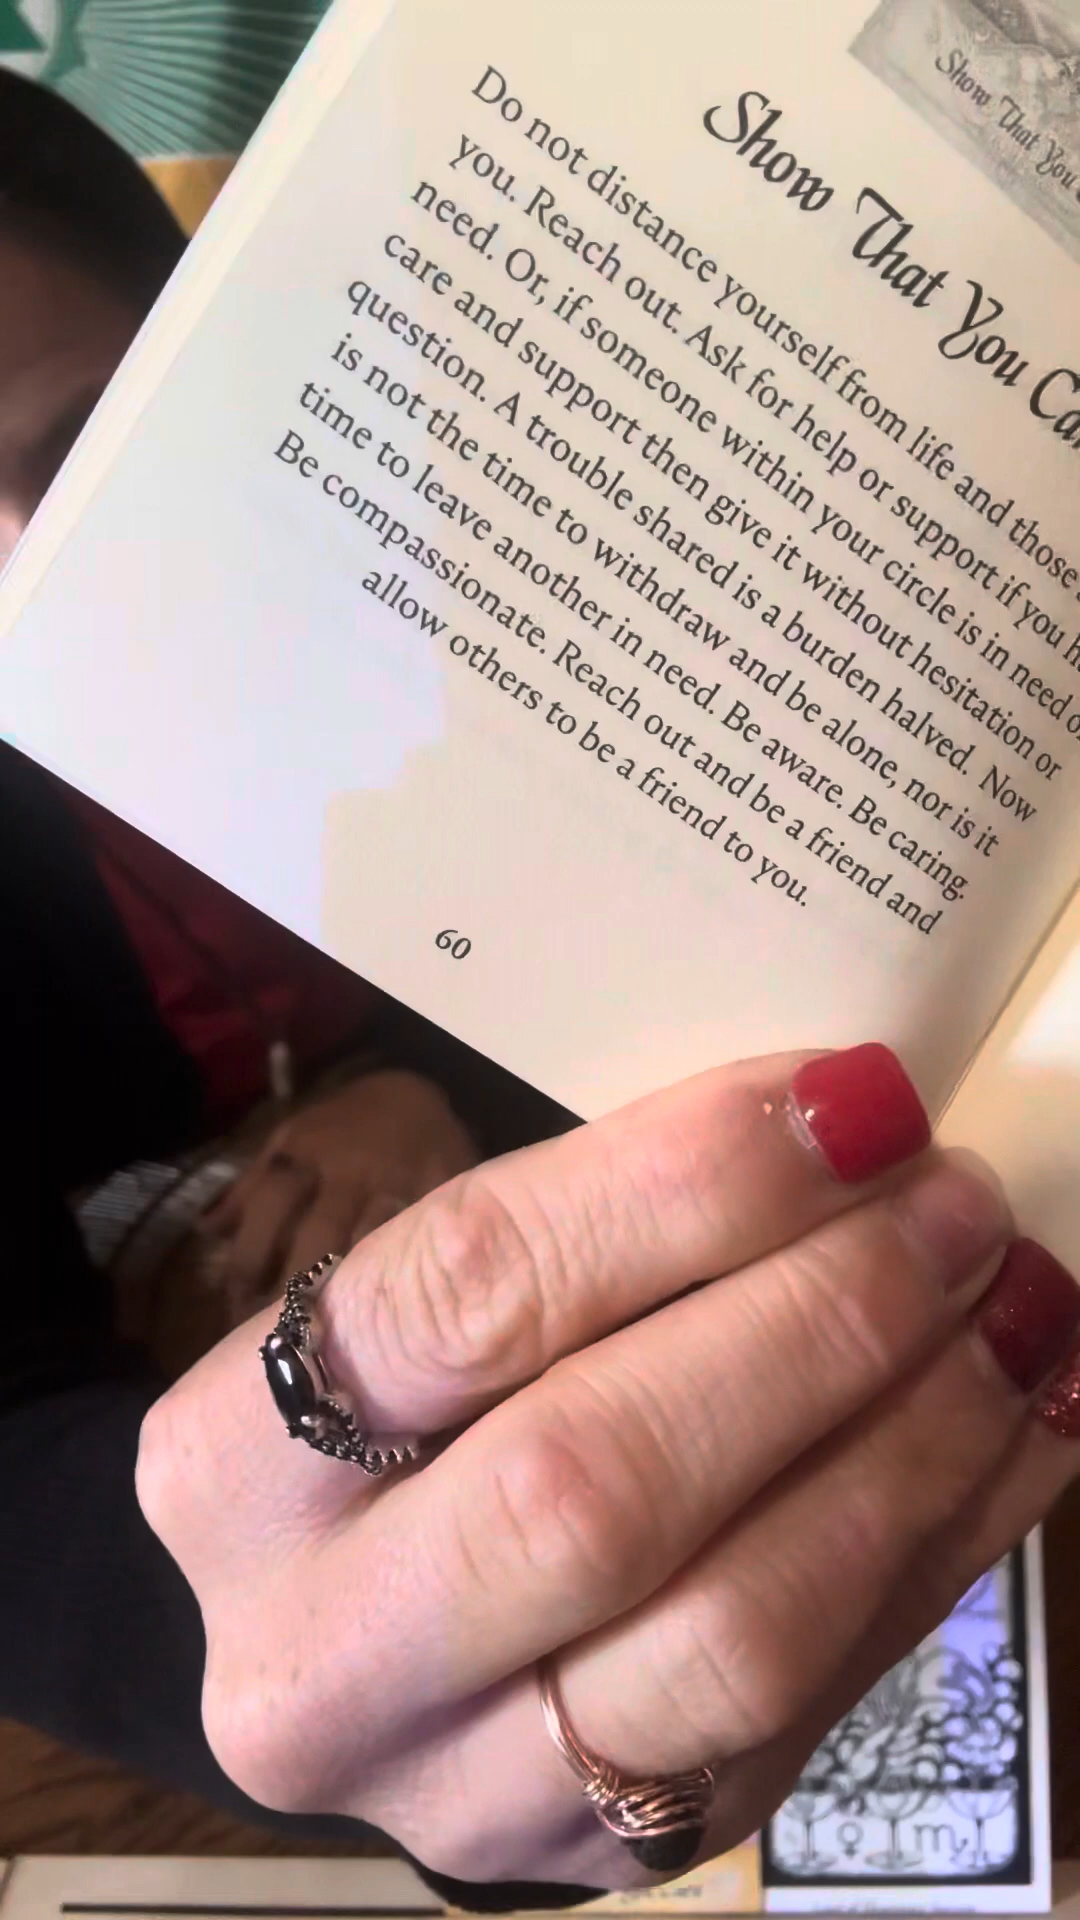 Show That You
Show That You Ca
Do not distance yourself from life and those
you. Reach out. Ask for help or support if you
need. Or, if someone within your circle is in need
care and support then give it without hesitation or
question. A trouble shared is a burden halved. Now
is not the time to withdraw and be alone, nor is it
time to leave another in need. Be aware. Be caring.
Be compassionate. Reach out and be a friend and
allow others to be a friend to you.
60